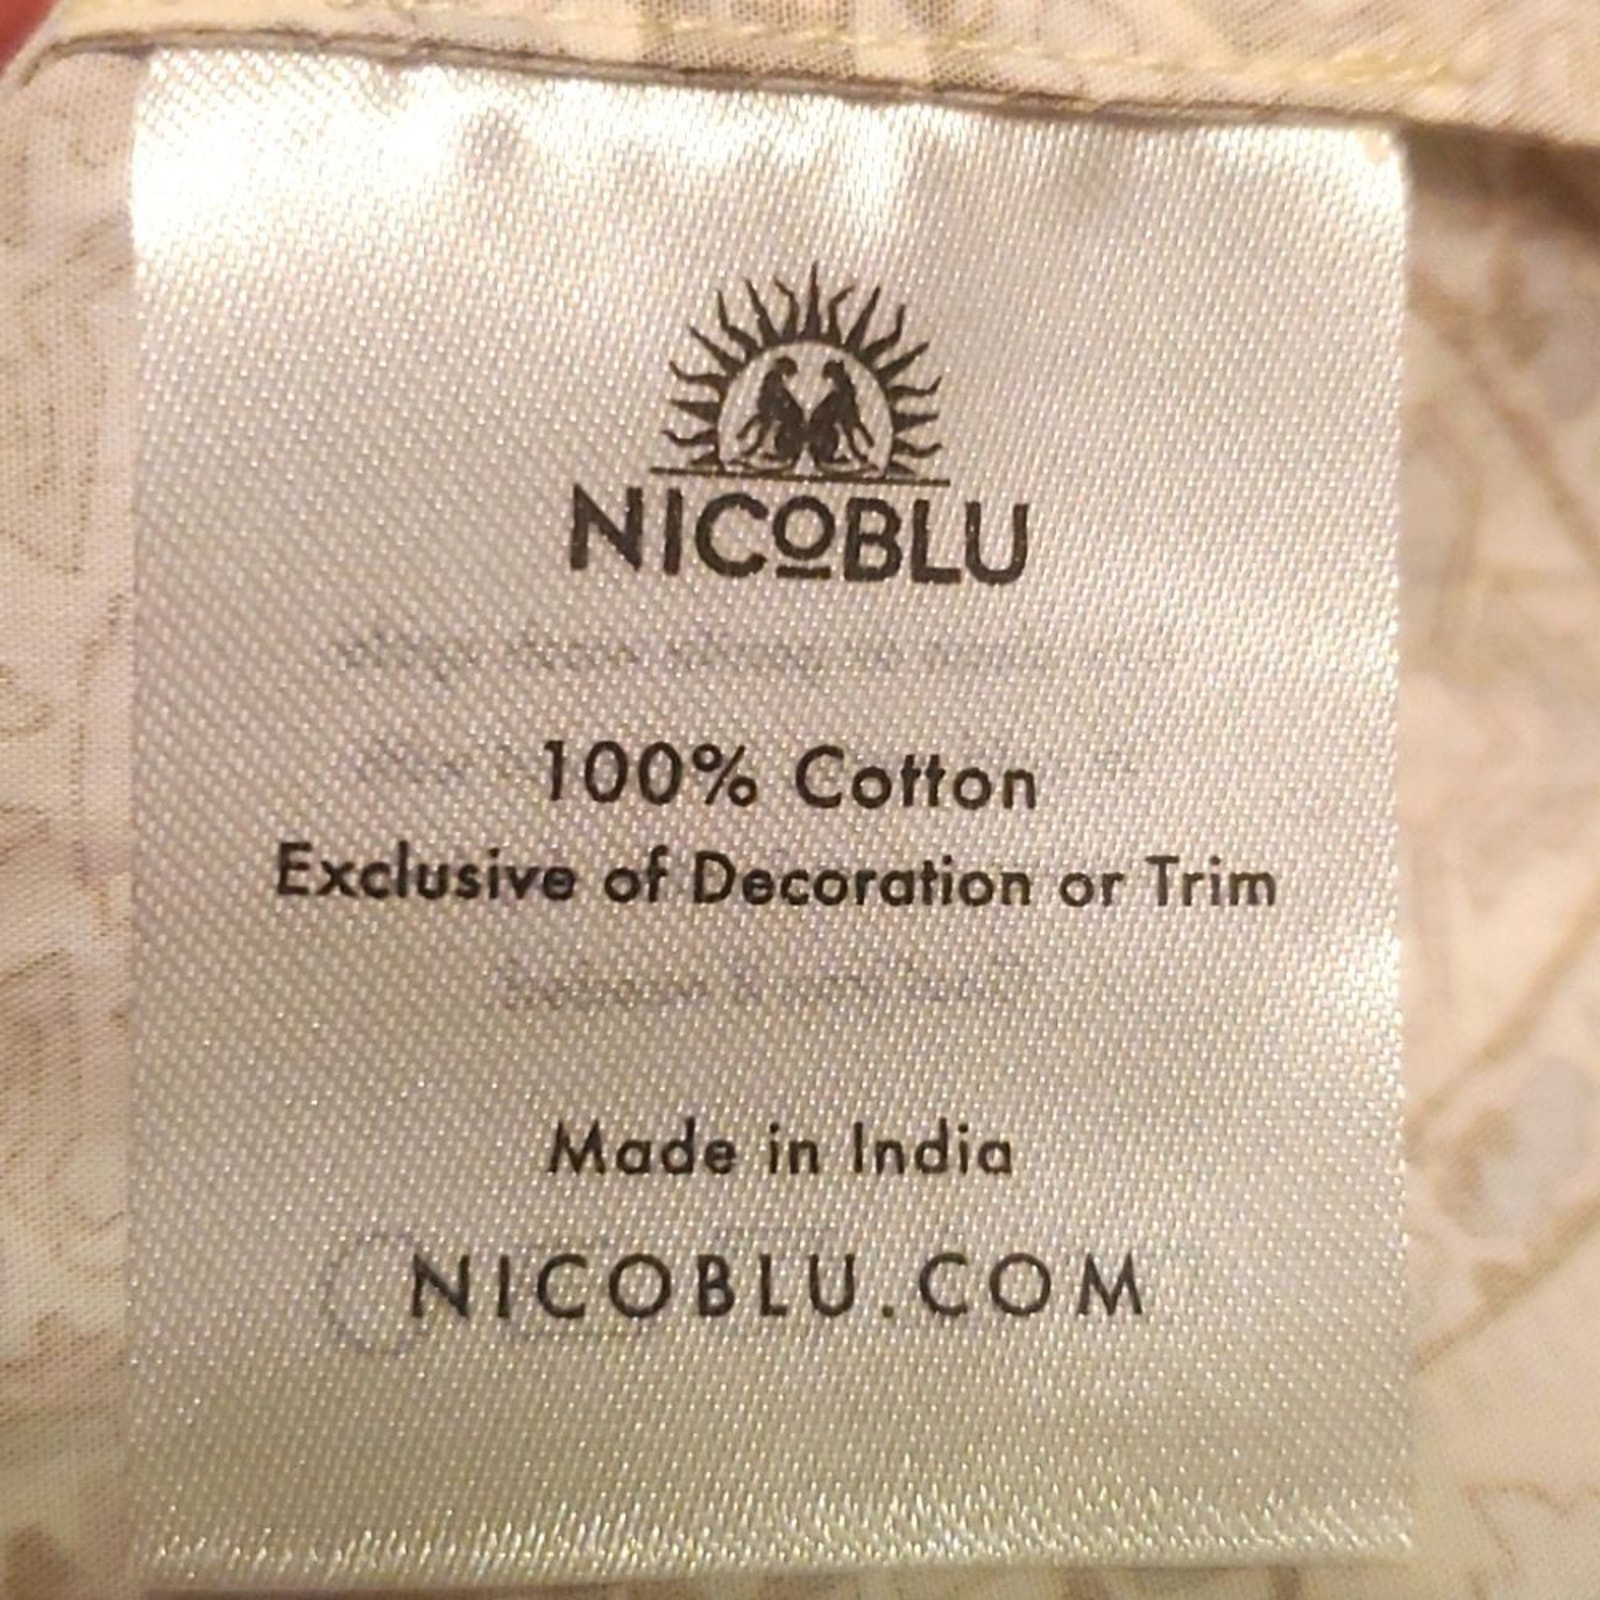 NICOBLU
100% Cotton
Exclusive of Decoration or Trim
Made in India
NICOBLU.COM